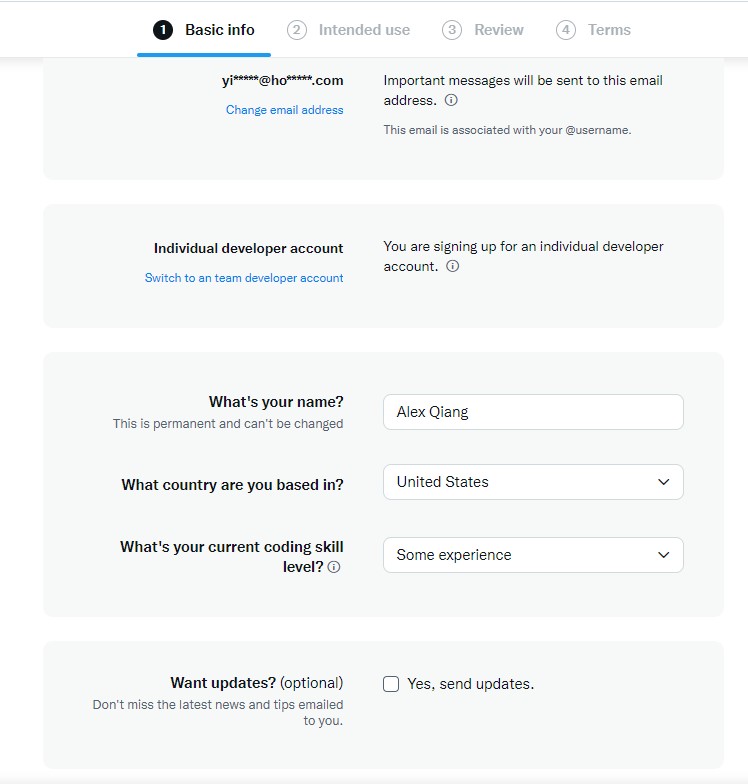 1 Basic info 2 Intended use 3 Review 4 Terms
yi*****@ho*****.com
Change email address
Important messages will be sent to this email
address.
This email is associated with your @username.
Individual developer account
Switch to an team developer account
You are signing up for an individual developer
account.
What's your name?
This is permanent and can't be changed
Alex Qiang
What country are you based in?
United States
What's your current coding skill
level?
Some experience
Want updates? (optional)
Don't miss the latest news and tips emailed
to you.
Yes, send updates.